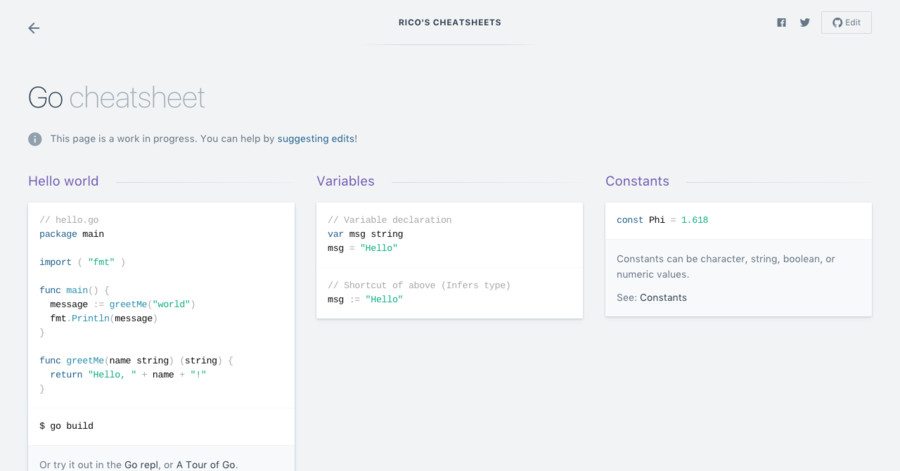 RICO'S CHEATSHEETS
Edit
Go cheatsheet
This page is a work in progress. You can help by suggesting edits!
Hello world
// hello.go
package main
import ( "fmt" )
func main() {
message := greetMe("world")
fmt.Println(message)
}
func greetMe(name string) (string) {
return "Hello, " + name + "!"
}
$ go build
Or try it out in the Go repl, or A Tour of Go.
Variables
// Variable declaration
var msg string
msg = "Hello"
// Shortcut of above (Infers type)
msg := "Hello"
Constants
const Phi = 1.618
Constants can be character, string, boolean, or
numeric values.
See: Constants